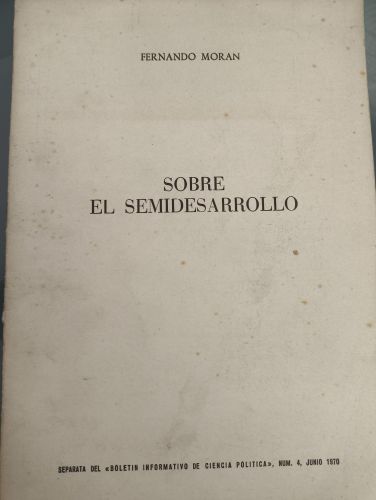 FERNANDO MORAN
SOBRE
EL SEMIDESARROLLO
SEPARATA DEL «BOLETIN INFORMATIVO DE CIENCIA POLITICA», NUM. 4, JUNIO 1970